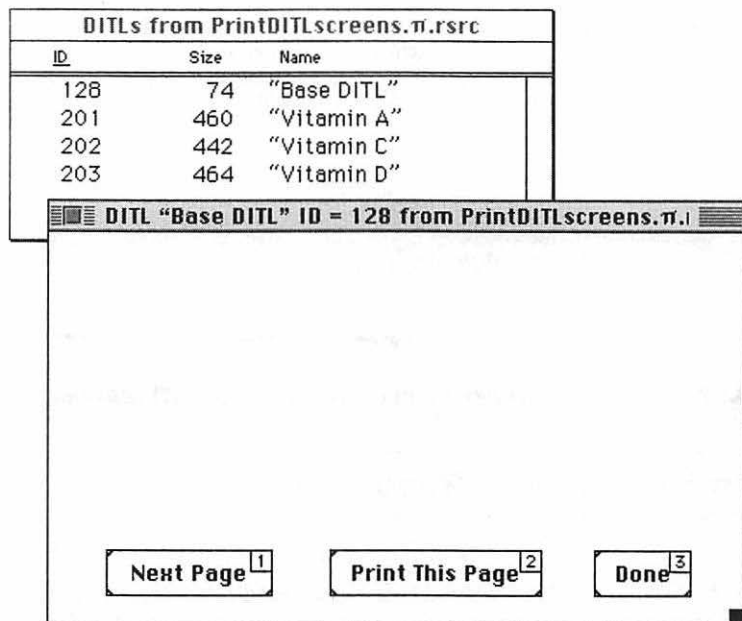 DITLs from PrintDITLscreens.π.rsrc
ID Size Name
128 74 “Base DITL”
201 460 “Vitamin A”
202 442 “Vitamin C”
203 464 “Vitamin D”
DITL “Base DITL” ID = 128 from PrintDITLscreens.π.r
Next Page 1 Print This Page 2 Done 3